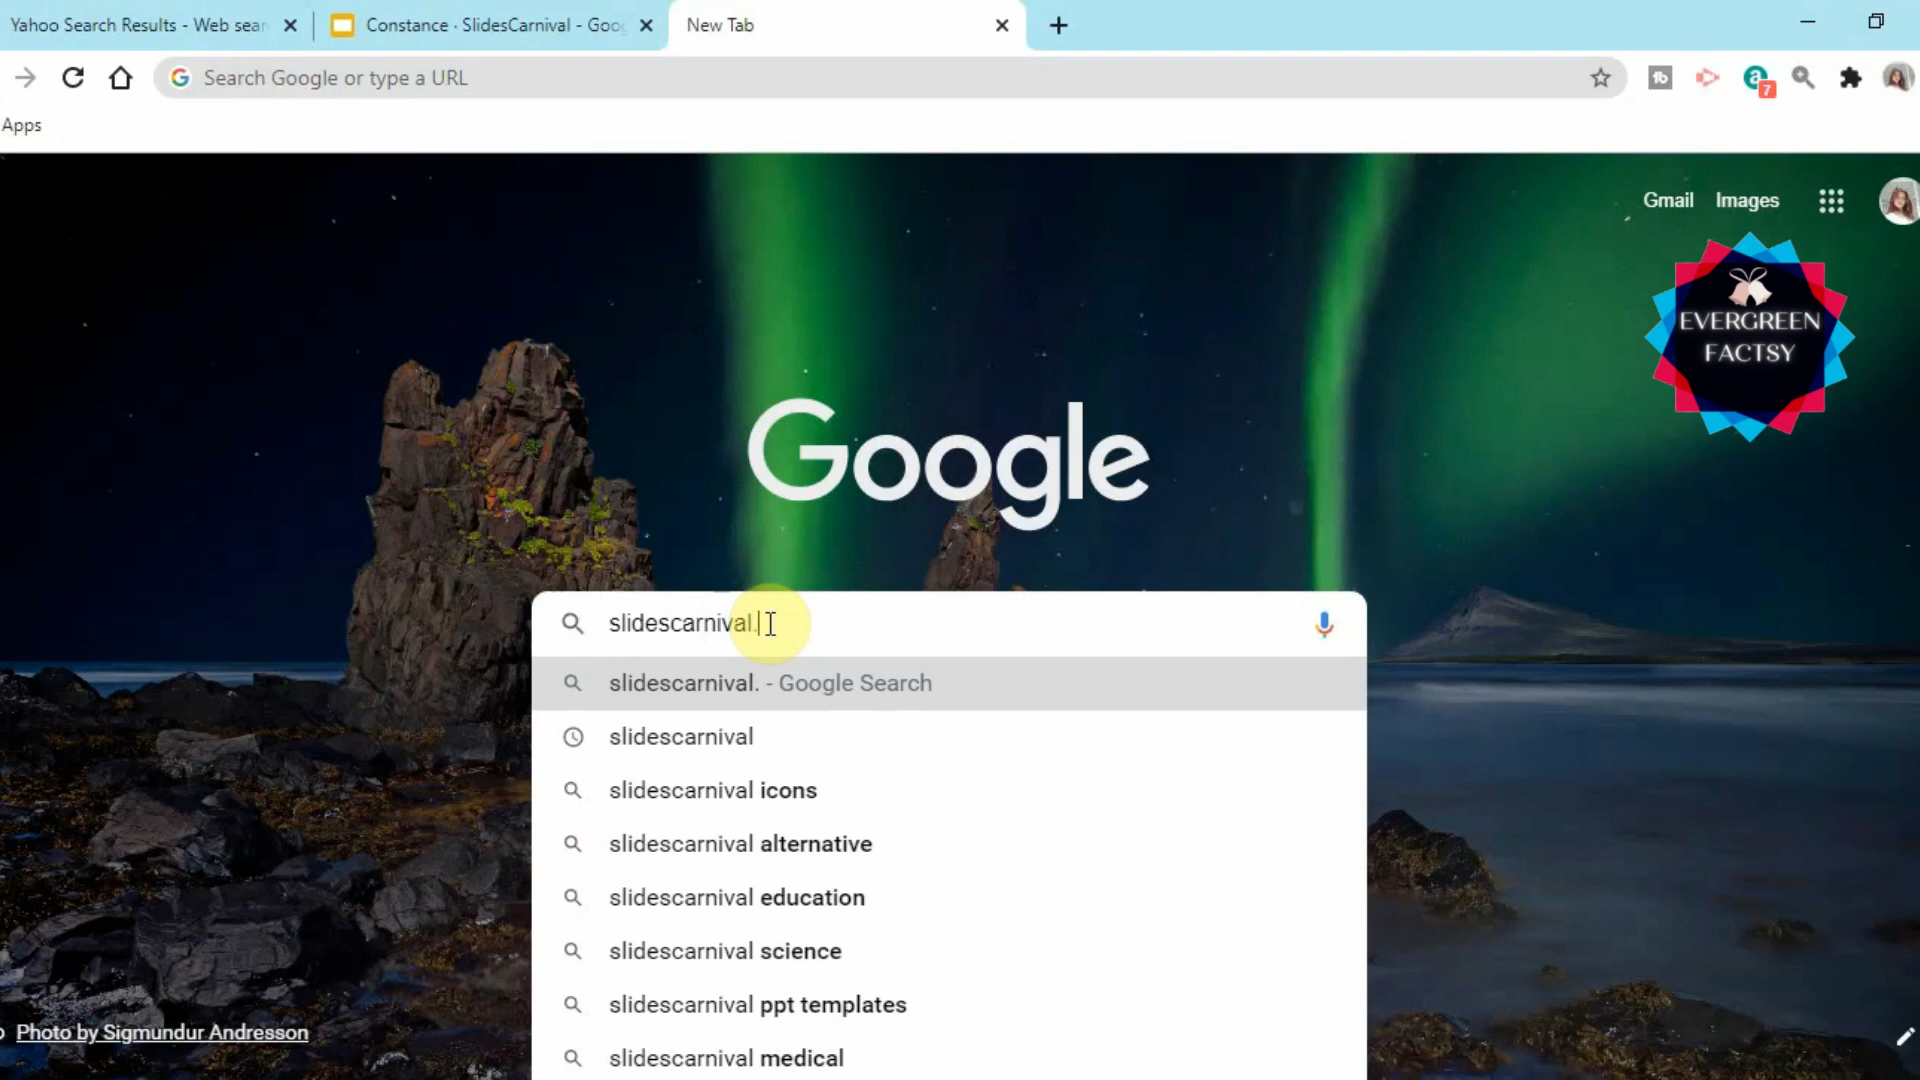 Yahoo Search Results - Web sear
Constance · SlidesCarnival - Goo
New Tab
Search Google or type a URL
7
Apps
Gmail
Images
EVERGREEN
FACTSY
Google
slidescarnival.
slidescarnival. - Google Search
slidescarnival
slidescarnival icons
slidescarnival alternative
slidescarnival education
slidescarnival science
slidescarnival ppt templates
slidescarnival medical
Photo by Sigmundur Andresson